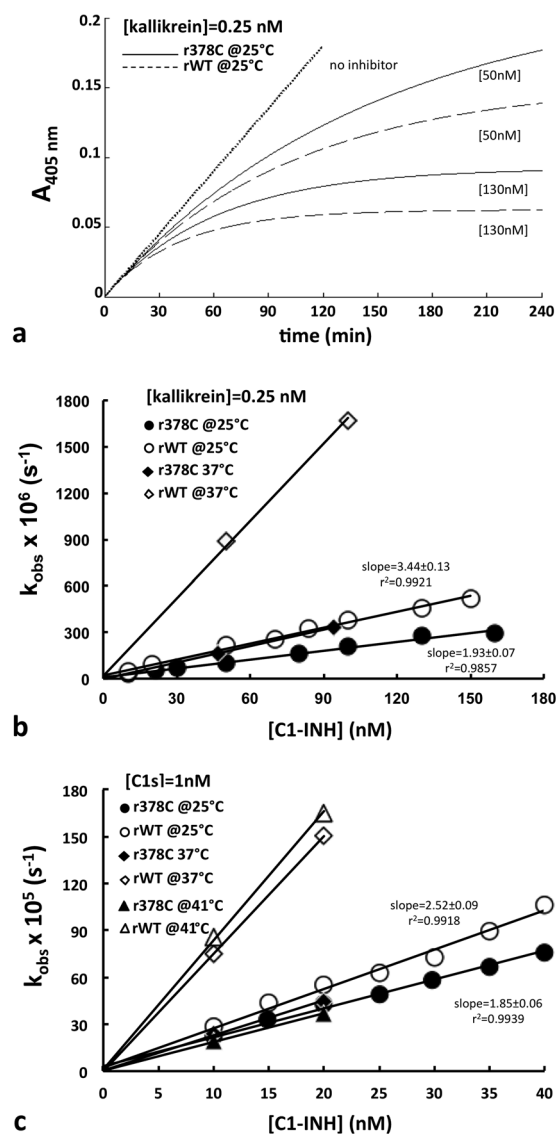 [kallikrein]=0.25 nM
r378C @25°C
rWT @25°C
no inhibitor
[50nM]
[50nM]
[130nM]
[130nM]
A405 nm
0.2
0.15
0.1
0.05
0
0 30 60 90 120 150 180 210 240
time (min)
a
[kallikrein]=0.25 nM
r378C @25°C
rWT @25°C
r378C 37°C
rWT @37°C
kobs x 10⁶ (s⁻¹)
1800
1500
1200
900
600
300
0
slope=3.44±0.13
r²=0.9921
slope=1.93±0.07
r²=0.9857
0 30 60 90 120 150 180
[C1-INH] (nM)
b
[C1s]=1nM
r378C @25°C
rWT @25°C
r378C 37°C
rWT @37°C
r378C @41°C
rWT @41°C
kobs x 10⁵ (s⁻¹)
180
150
120
90
60
30
0
slope=2.52±0.09
r²=0.9918
slope=1.85±0.06
r²=0.9939
0 5 10 15 20 25 30 35 40
[C1-INH] (nM)
c